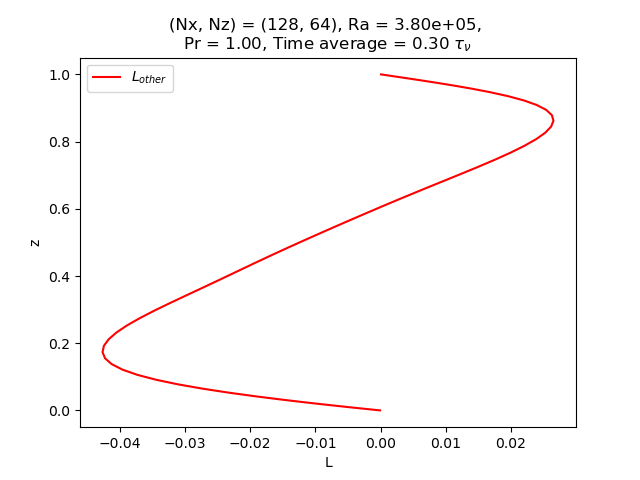 (Nx, Nz) = (128, 64), Ra = 3.80e+05,
Pr = 1.00, Time average = 0.30 τ_ν
L_other
1.0
0.8
0.6
0.4
0.2
0.0
z
−0.04 −0.03 −0.02 −0.01 0.00 0.01 0.02
L